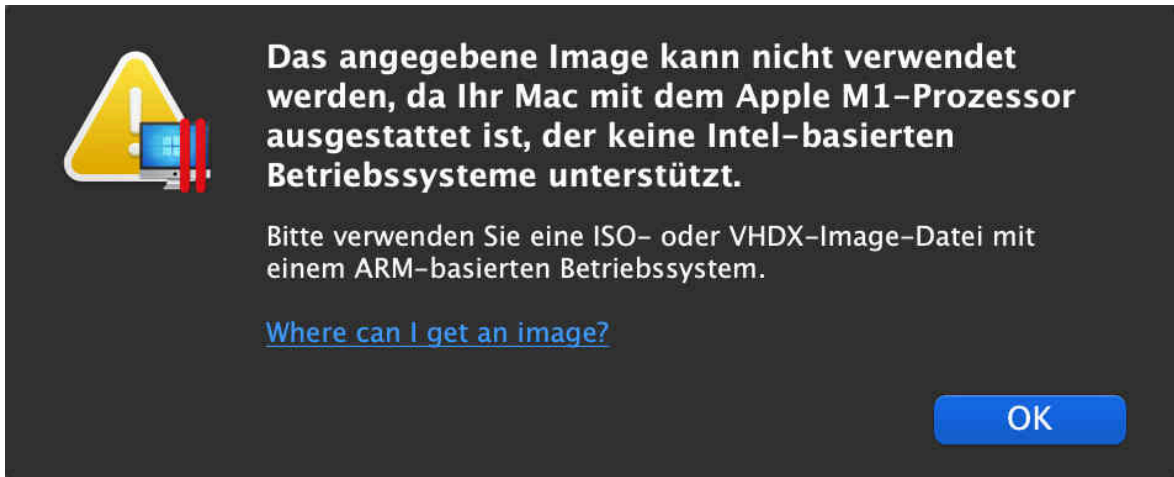 Das angegebene Image kann nicht verwendet
werden, da Ihr Mac mit dem Apple M1-Prozessor
ausgestattet ist, der keine Intel-basierten
Betriebssysteme unterstützt.
Bitte verwenden Sie eine ISO- oder VHDX-Image-Datei mit
einem ARM-basierten Betriebssystem.
Where can I get an image?
OK